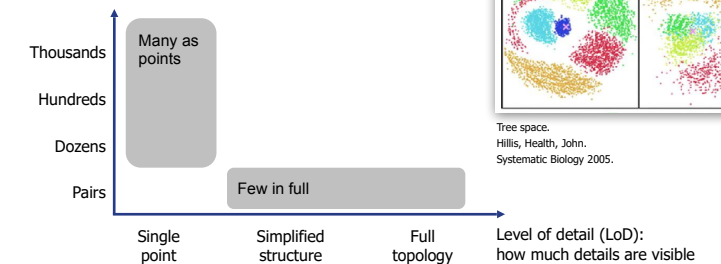 Thousands
Hundreds
Dozens
Pairs
Many as
points
Few in full
Single
point
Simplified
structure
Full
topology
Level of detail (LoD):
how much details are visible
Tree space.
Hillis, Health, John.
Systematic Biology 2005.